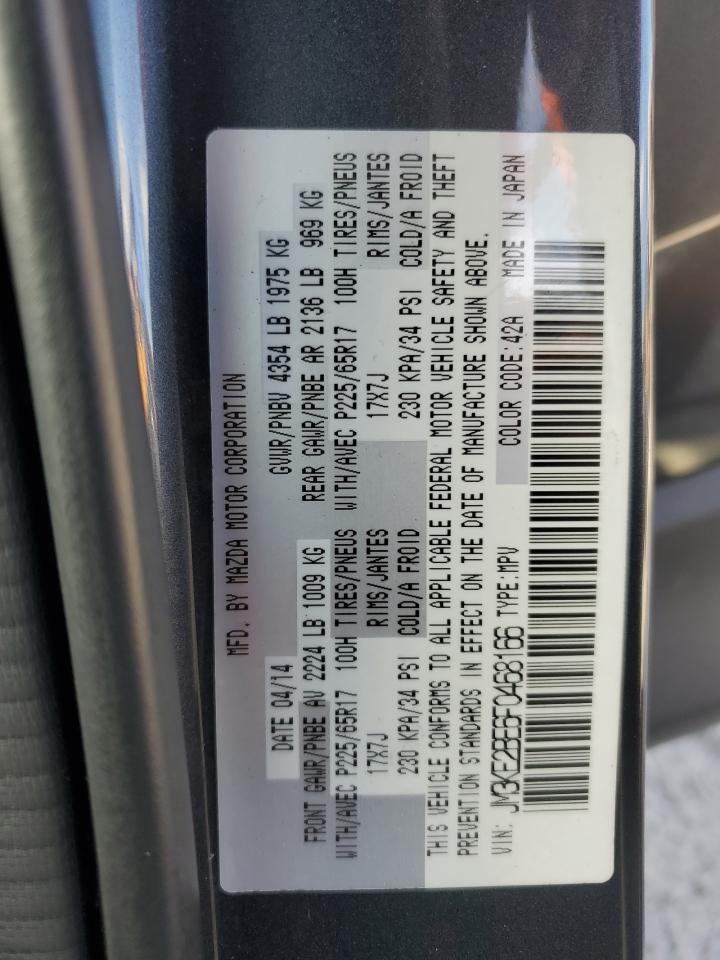 MFD. BY MAZDA MOTOR CORPORATION
DATE 04/14 GVWR/PNBV 4354 LB 1975 KG
FRONT GAWR/PNBE AV 2224 LB 1009 KG REAR GAWR/PNBE AR 2136 LB 969 KG
WITH/AVEC P225/65R17 100H TIRES/PNEUS WITH/AVEC P225/65R17 100H TIRES/PNEUS
17X7J RIMS/JANTES 17X7J RIMS/JANTES
230 KPA/34 PSI COLD/A FROID 230 KPA/34 PSI COLD/A FROID
THIS VEHICLE CONFORMS TO ALL APPLICABLE FEDERAL MOTOR VEHICLE SAFETY AND THEFT
PREVENTION STANDARDS IN EFFECT ON THE DATE OF MANUFACTURE SHOWN ABOVE.
VIN: JM3KE2BE6F0468166 TYPE:MPV COLOR CODE:42A MADE IN JAPAN